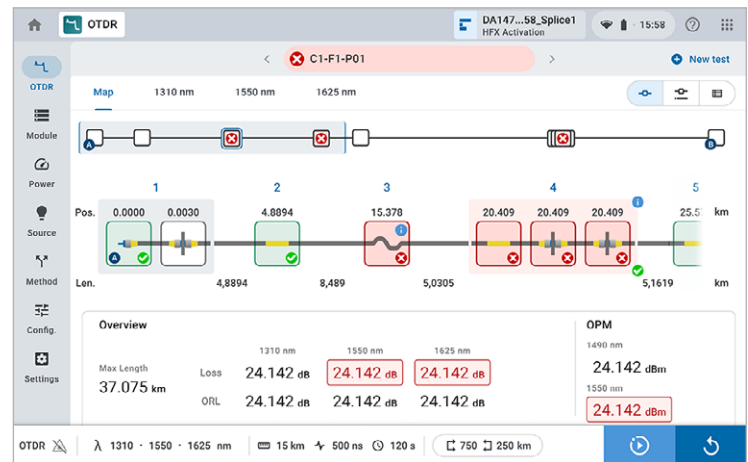 OTDR
DA147...58_Splice1
HFX Activation
15:58
C1-F1-P01
New test
OTDR
Module
Power
Source
Method
Config.
Settings
Map 1310 nm 1550 nm 1625 nm
A
B
1 2 3 4 5
Pos. 0.0000 0.0030 4.8894 15.378 20.409 20.409 20.409 25.5 km
A
Len. 4,8894 8,489 5,0305 5,1619 km
Overview
1310 nm 1550 nm 1625 nm
Max Length
37.075 km
Loss 24.142 dB 24.142 dB 24.142 dB
ORL 24.142 dB 24.142 dB 24.142 dB
OPM
1490 nm
24.142 dBm
1550 nm
24.142 dBm
OTDR λ 1310 · 1550 · 1625 nm 15 km 500 ns 120 s 750 250 km